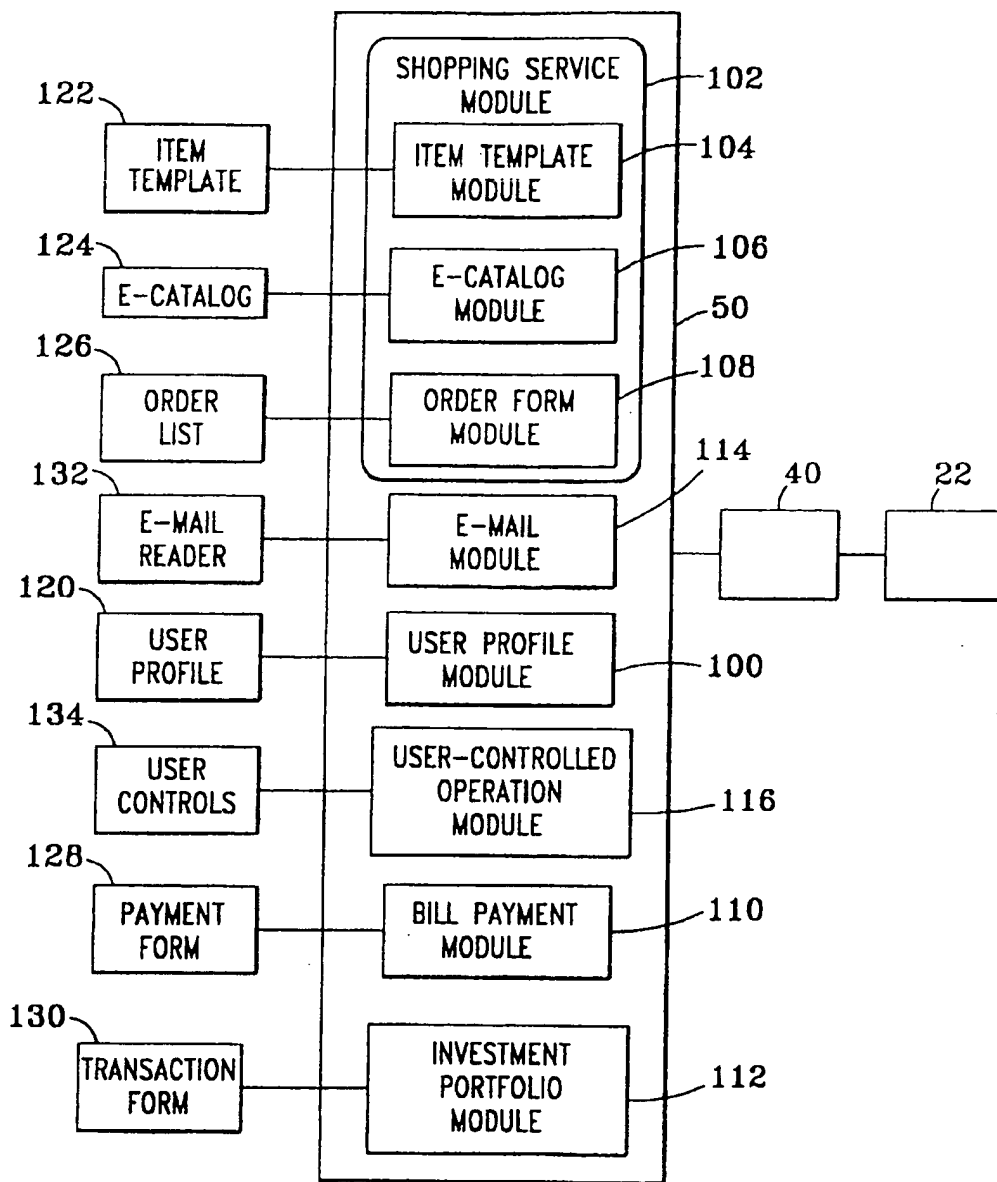 SHOPPING SERVICE
MODULE
102
122
ITEM
TEMPLATE
ITEM TEMPLATE
MODULE
104
124
E-CATALOG
E-CATALOG
MODULE
106
50
126
ORDER
LIST
ORDER FORM
MODULE
108
132
E-MAIL
READER
E-MAIL
MODULE
114
40
22
120
USER
PROFILE
USER PROFILE
MODULE
100
134
USER
CONTROLS
USER-CONTROLLED
OPERATION
MODULE
116
128
PAYMENT
FORM
BILL PAYMENT
MODULE
110
130
TRANSACTION
FORM
INVESTMENT
PORTFOLIO
MODULE
112